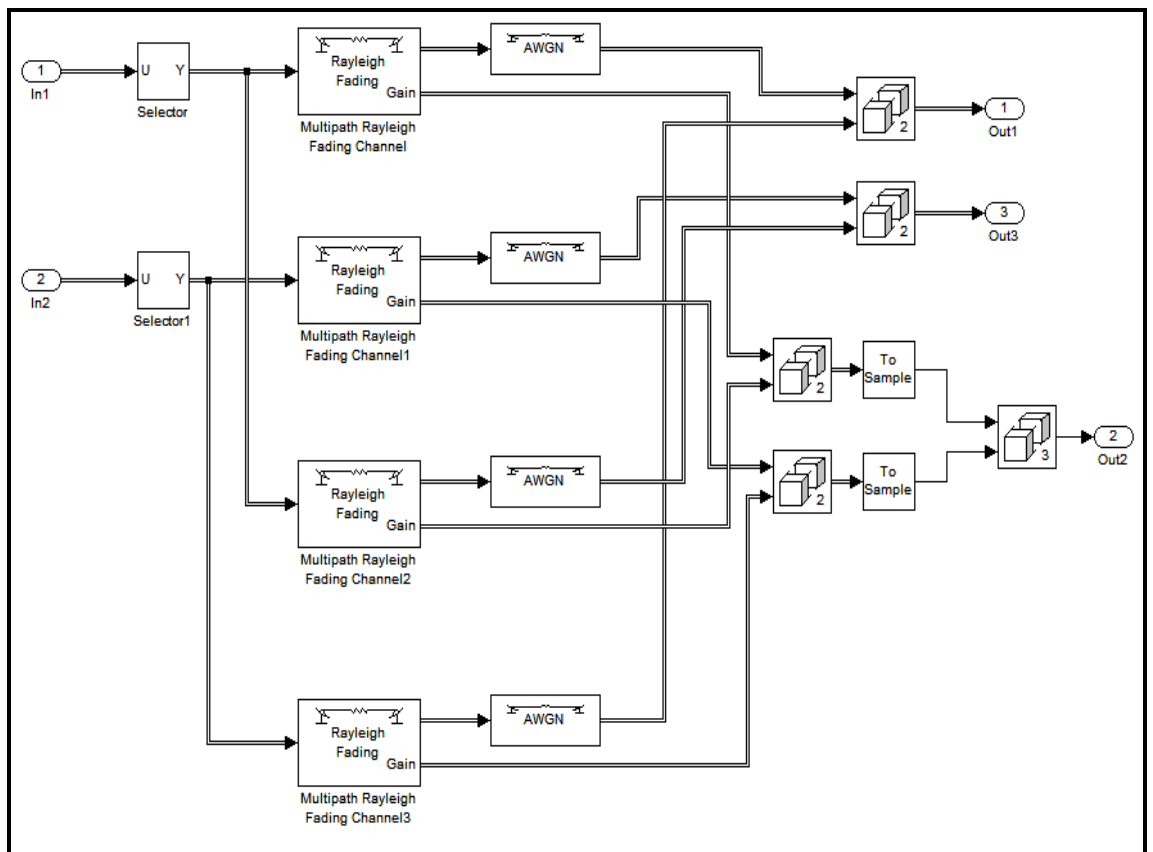 1
In1
U Y
Selector
Rayleigh
Fading
Gain
Multipath Rayleigh
Fading Channel
AWGN
2
1
Out1
2
In2
U Y
Selector1
Rayleigh
Fading
Gain
Multipath Rayleigh
Fading Channel1
AWGN
2
3
Out3
2
To
Sample
Rayleigh
Fading
Gain
Multipath Rayleigh
Fading Channel2
AWGN
2
To
Sample
3
2
Out2
Rayleigh
Fading
Gain
Multipath Rayleigh
Fading Channel3
AWGN